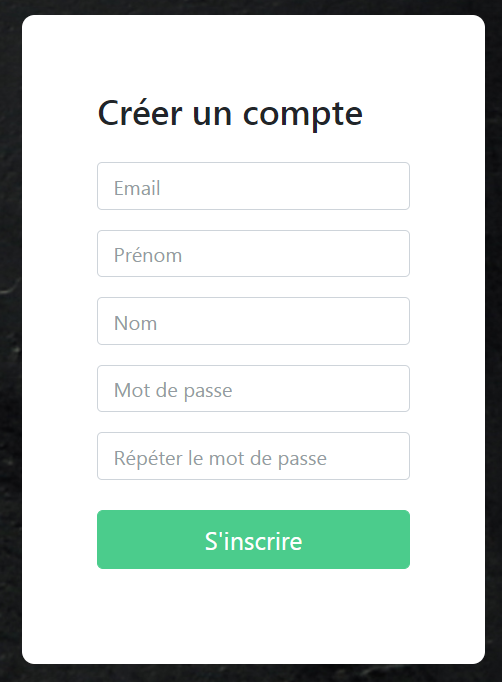 Créer un compte
Email
Prénom
Nom
Mot de passe
Répéter le mot de passe
S'inscrire